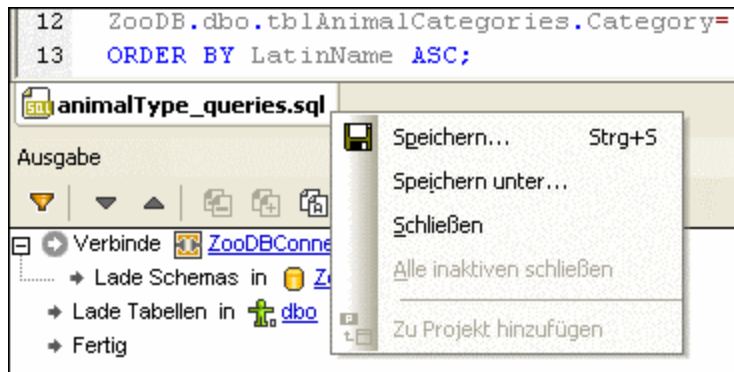 12 ZooDB.dbo.tblAnimalCategories.Category=
13 ORDER BY LatinName ASC;
animalType_queries.sql
Speichern... Strg+S
Ausgabe
Speichern unter...
Schließen
Verbinde ZooDBConne
Lade Schemas in
Alle inaktiven schließen
Lade Tabellen in dbo
Zu Projekt hinzufügen
Fertig